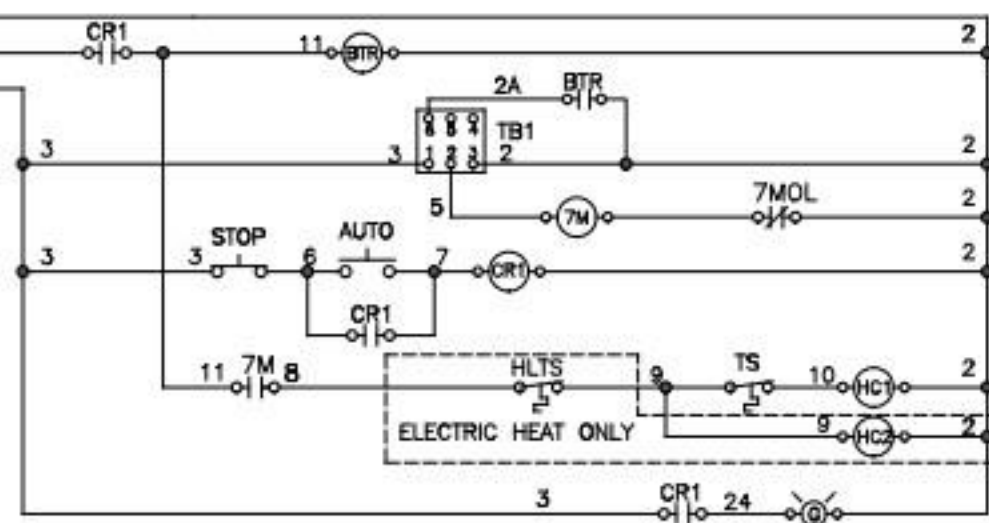 CR1 11 BTR 2
2A BTR
6 5 4 TB1
3 3 1 2 3 2 2
5 7M 7MOL 2
STOP AUTO
3 3 6 7 CR1 2
CR1
11 7M 8 HLTS 9 TS 10 HC1 2
ELECTRIC HEAT ONLY 9 HC2 2
3 CR1 24 G